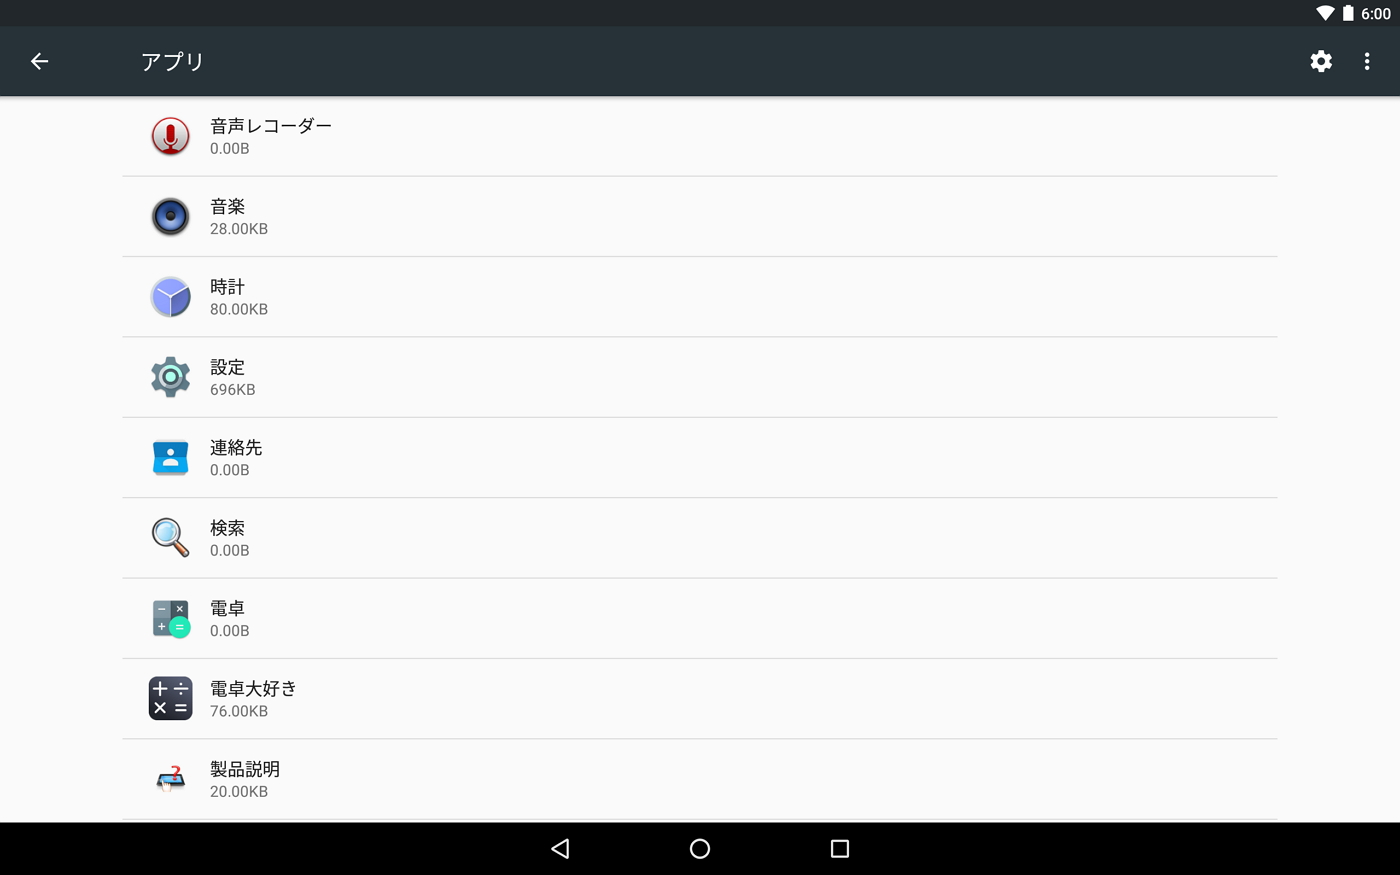 6:00
アプリ
音声レコーダー
0.00B
音楽
28.00KB
時計
80.00KB
設定
696KB
連絡先
0.00B
検索
0.00B
電卓
0.00B
電卓大好き
76.00KB
製品説明
20.00KB